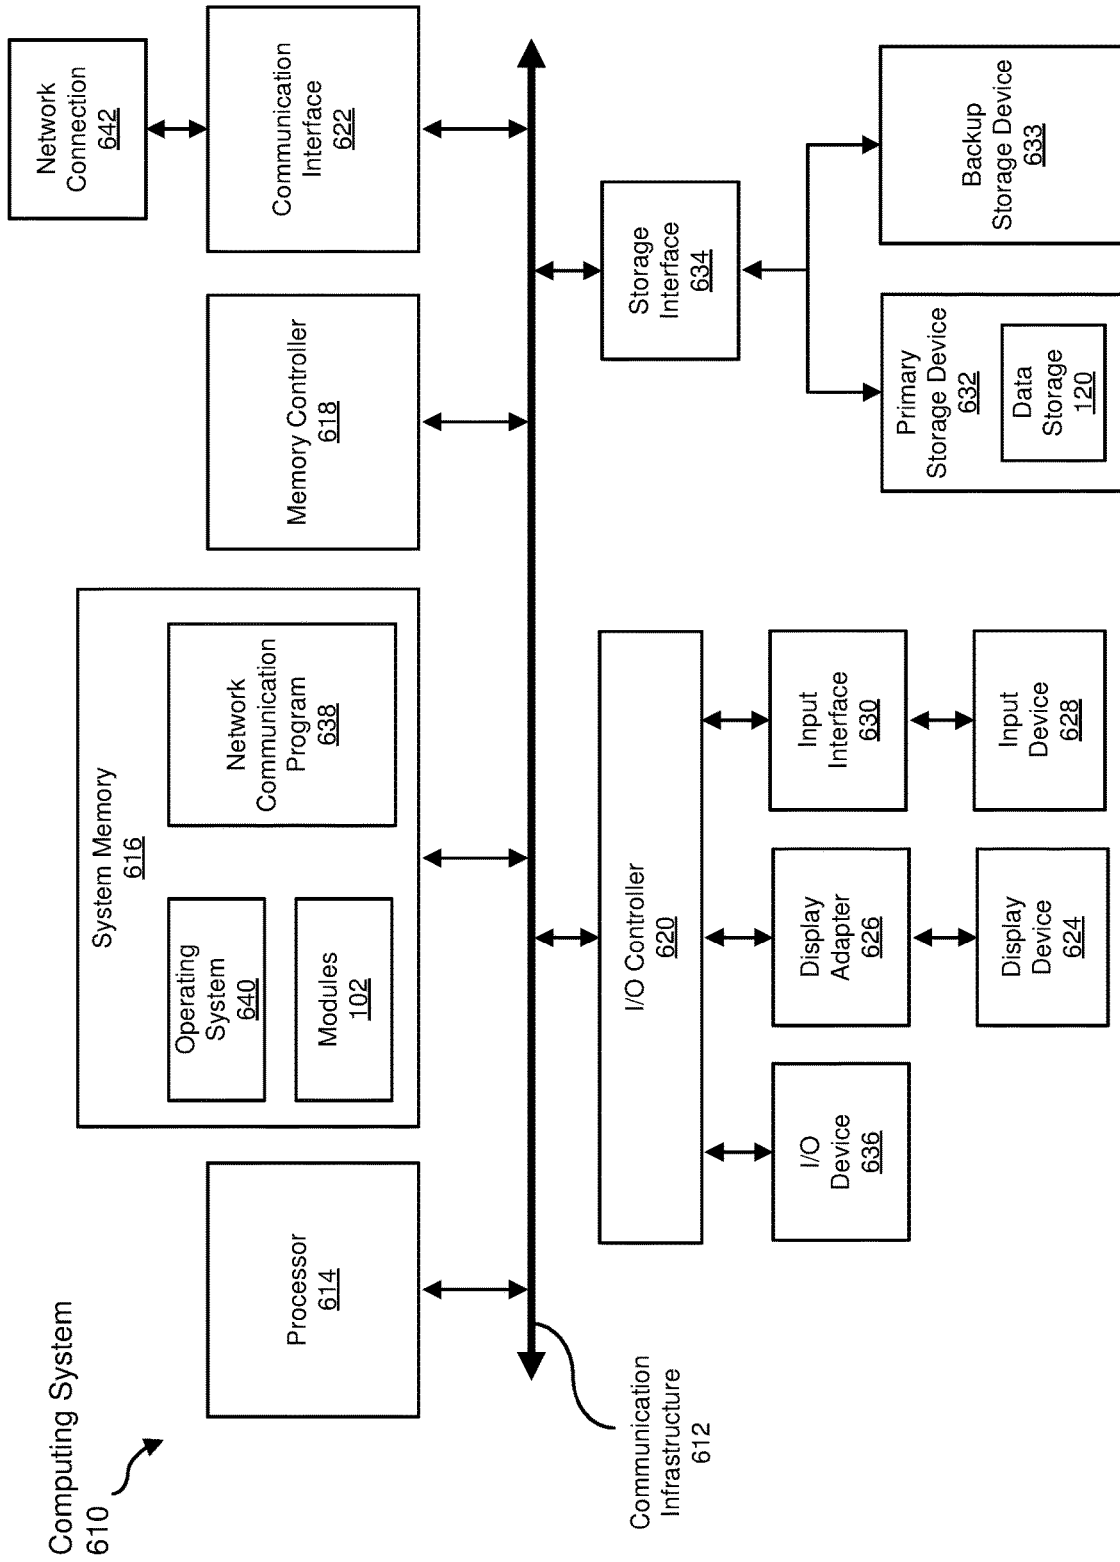 Computing System
610
Processor
614
System Memory
616
Operating
System
640
Modules
102
Network
Communication
Program
638
Memory Controller
618
Communication
Interface
622
Network
Connection
642
Communication
Infrastructure
612
I/O Controller
620
I/O
Device
636
Display
Adapter
626
Display
Device
624
Input
Interface
630
Input
Device
628
Storage
Interface
634
Primary
Storage Device
632
Data
Storage
120
Backup
Storage Device
633